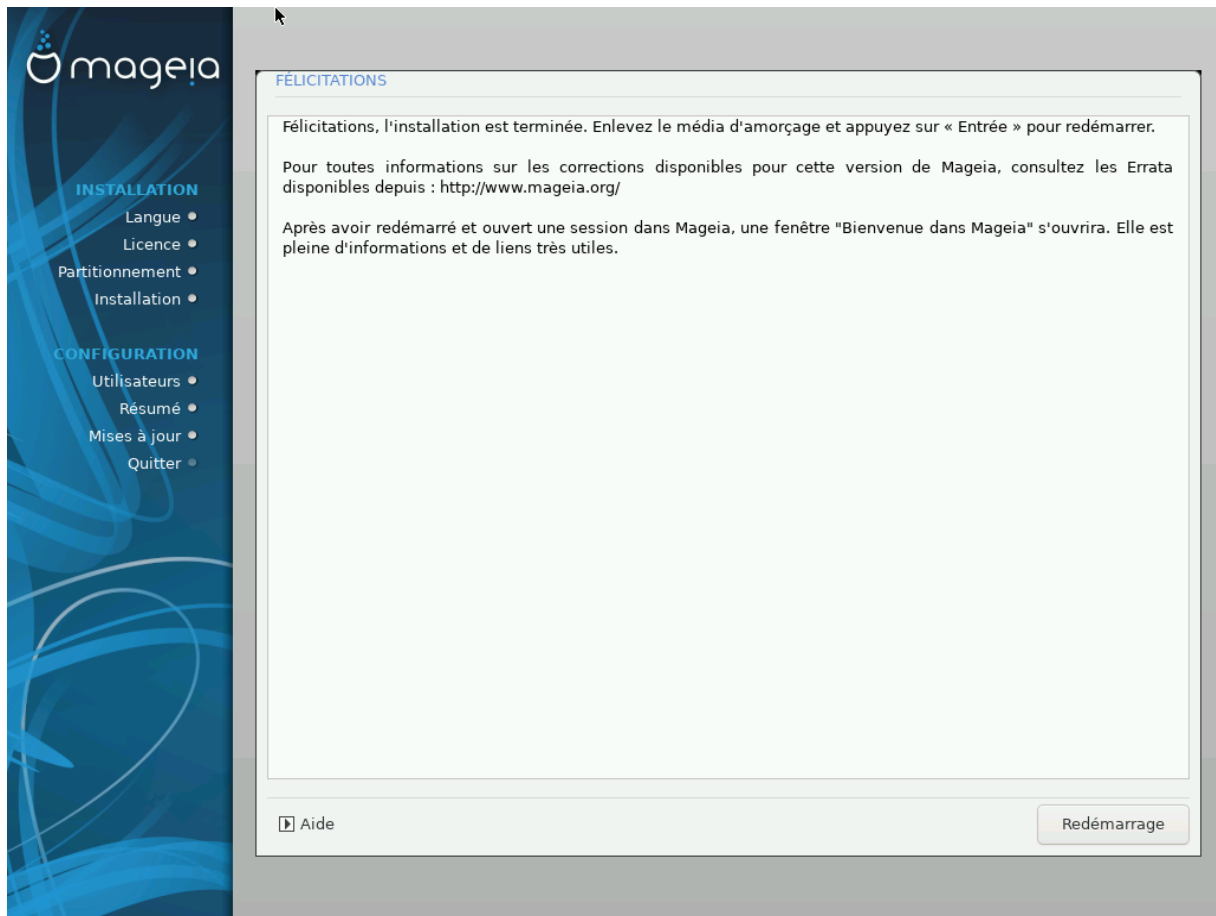 mageia
INSTALLATION
Langue
Licence
Partitionnement
Installation
CONFIGURATION
Utilisateurs
Résumé
Mises à jour
Quitter
FÉLICITATIONS
Félicitations, l'installation est terminée. Enlevez le média d'amorçage et appuyez sur « Entrée » pour redémarrer.
Pour toutes informations sur les corrections disponibles pour cette version de Mageia, consultez les Errata
disponibles depuis : http://www.mageia.org/
Après avoir redémarré et ouvert une session dans Mageia, une fenêtre "Bienvenue dans Mageia" s'ouvrira. Elle est
pleine d'informations et de liens très utiles.
Aide
Redémarrage